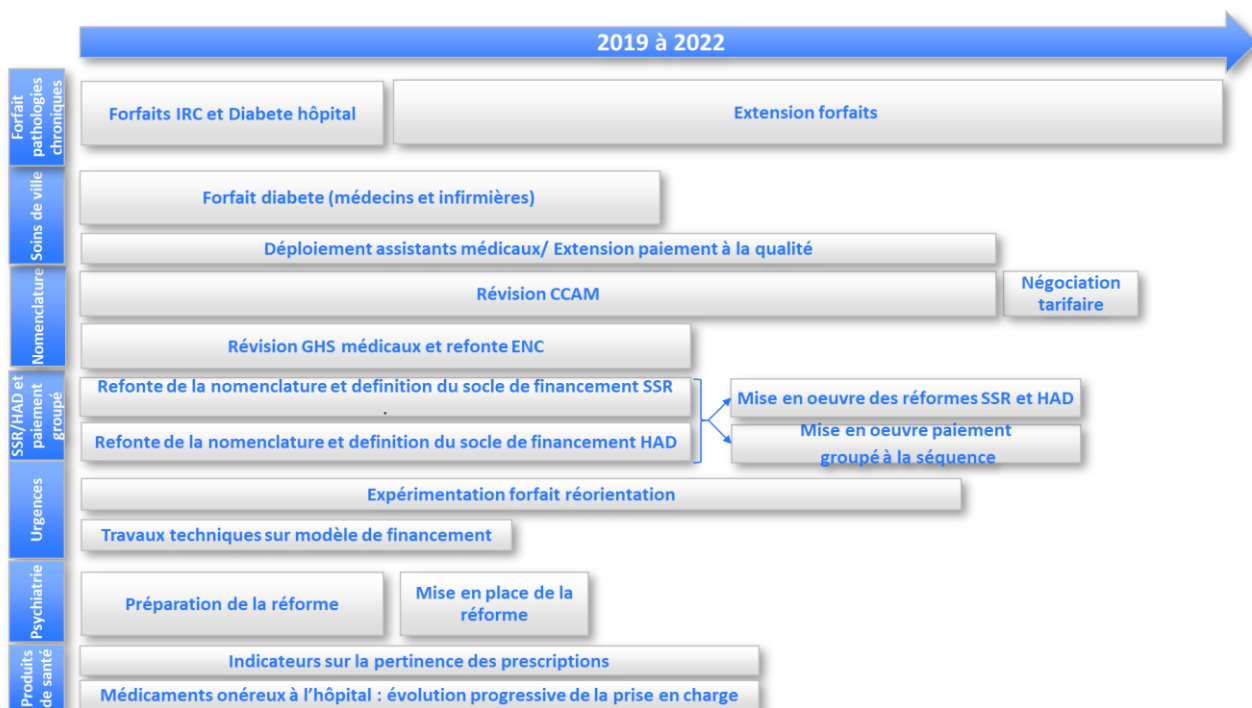 2019 à 2022
Forfait
pathologies
chroniques
Forfaits IRC et Diabete hôpital
Extension forfaits
Soins de ville
Forfait diabete (médecins et infirmières)
Déploiement assistants médicaux/ Extension paiement à la qualité
Nomenclature
Révision CCAM
Négociation
tarifaire
Révision GHS médicaux et refonte ENC
SSR/HAD et
paiement
groupé
Refonte de la nomenclature et definition du socle de financement SSR
.
Refonte de la nomenclature et definition du socle de financement HAD
Mise en oeuvre des réformes SSR et HAD
Mise en oeuvre paiement
groupé à la séquence
Urgences
Expérimentation forfait réorientation
Travaux techniques sur modèle de financement
Psychiatrie
Préparation de la réforme
Mise en place de la
réforme
Produits
de santé
Indicateurs sur la pertinence des prescriptions
Médicaments onéreux à l’hôpital : évolution progressive de la prise en charge